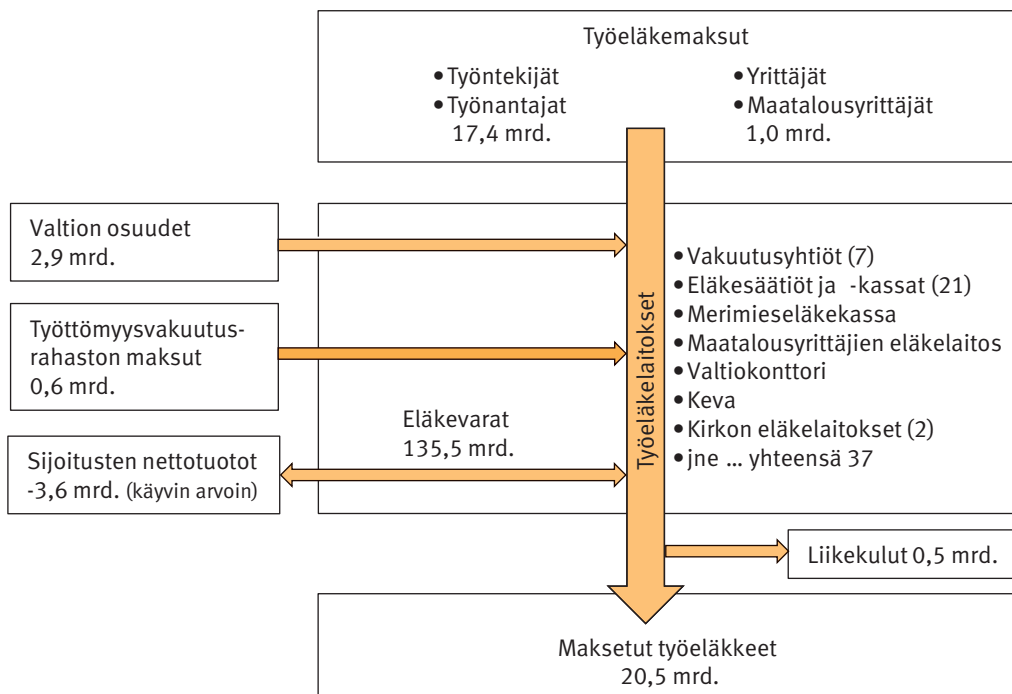 Työeläkemaksut
• Työntekijät
• Työnantajat
17,4 mrd.
• Yrittäjät
• Maatalousyrittäjät
1,0 mrd.
Valtion osuudet
2,9 mrd.
Työttömyysvakuutus-
rahaston maksut
0,6 mrd.
Sijoitusten nettotuotot
-3,6 mrd. (käyvin arvoin)
Eläkevarat
135,5 mrd.
Työeläkelaitokset
• Vakuutusyhtiöt (7)
• Eläkesäätiöt ja -kassat (21)
• Merimieseläkekassa
• Maatalousyrittäjien eläkelaitos
• Valtiokonttori
• Keva
• Kirkon eläkelaitokset (2)
• jne ... yhteensä 37
Liikekulut 0,5 mrd.
Maksetut työeläkkeet
20,5 mrd.